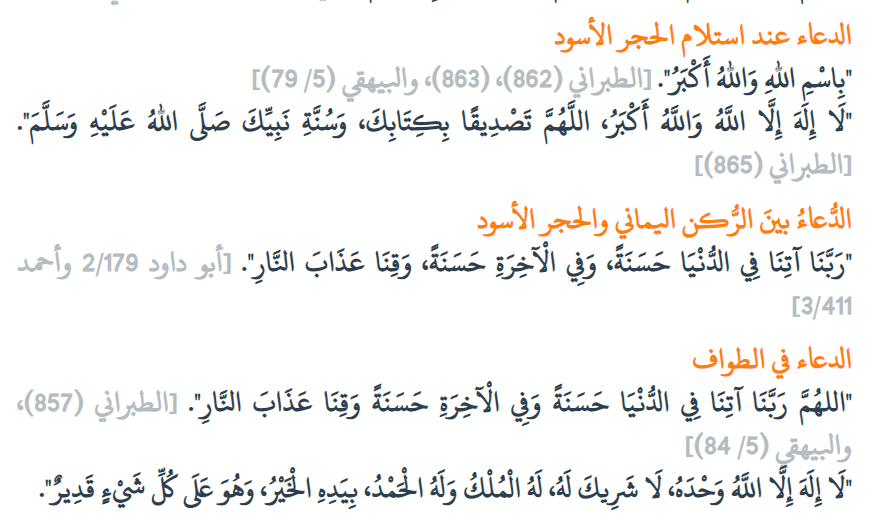 الدعاء عند استلام الحجر الأسود
"بِاسْمِ اللهِ وَاللهُ أَكْبَرُ". [الطبراني (862)، (863)، والبيهقي (5/ 79)]
"لَا إِلَهَ إِلَّا اللَّهُ وَاللَّهُ أَكْبَرُ، اللَّهُمَّ تَصْدِيقًا بِكِتَابِكَ، وَسُنَّةِ نَبِيِّكَ صَلَّى اللهُ عَلَيْهِ وَسَلَّمَ".
[الطبراني (865)]
الدُّعاءُ بينَ الرُّكن اليماني والحجر الأسود
"رَبَّنَا آتِنَا فِي الدُّنْيَا حَسَنَةً، وَفِي الْآخِرَةِ حَسَنَةً، وَقِنَا عَذَابَ النَّارِ". [أبو داود 2/179 وأحمد
3/411]
الدعاء في الطواف
"اللهُمَّ رَبَّنَا آتِنَا فِي الدُّنْيَا حَسَنَةً وَفِي الْآخِرَةِ حَسَنَةً وَقِنَا عَذَابَ النَّارِ". [الطبراني (857)،
والبيهقي (5/ 84)]
"لَا إِلَهَ إِلَّا اللَّهُ وَحْدَهُ، لَا شَرِيكَ لَهُ، لَهُ الْمُلْكُ وَلَهُ الْحَمْدُ، بِيَدِهِ الْخَيْرُ، وَهُوَ عَلَى كُلِّ شَيْءٍ قَدِيرٌ".